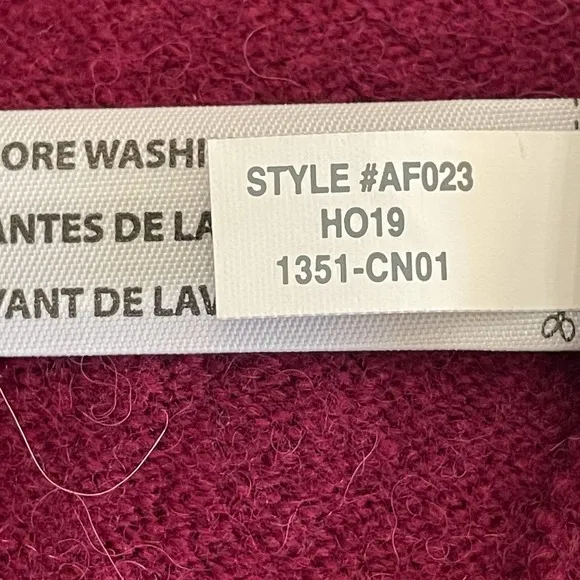 ORE WASHI
ANTES DE LA
VANT DE LAV
STYLE #AF023
HO19
1351-CN01